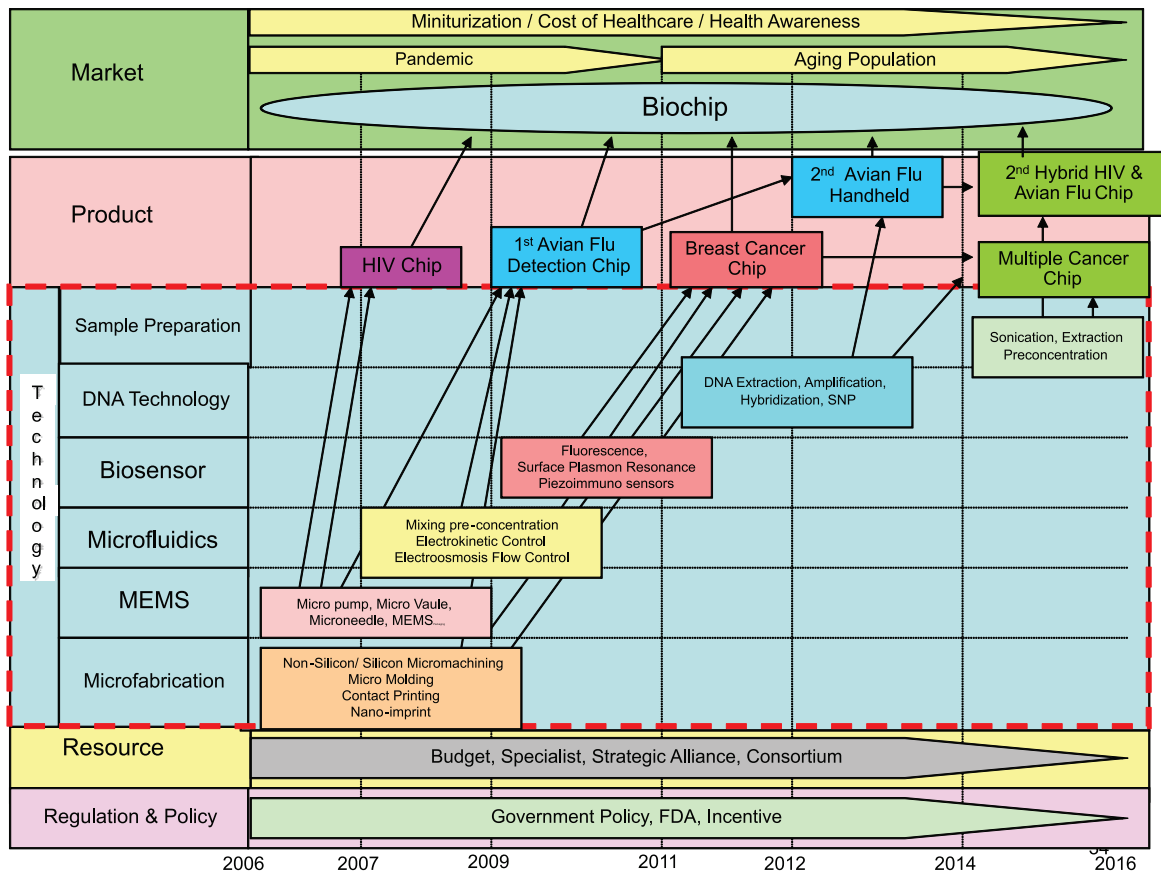 Miniturization / Cost of Healthcare / Health Awareness
Market
Pandemic
Aging Population
Biochip
Product
2nd Avian Flu
Handheld
2nd Hybrid HIV &
Avian Flu Chip
HIV Chip
1st Avian Flu
Detection Chip
Breast Cancer
Chip
Multiple Cancer
Chip
Technology
Sample Preparation
Sonication, Extraction
Preconcentration
DNA Technology
DNA Extraction, Amplification,
Hybridization, SNP
Biosensor
Fluorescence,
Surface Plasmon Resonance
Piezoimmuno sensors
Microfluidics
Mixing pre-concentration
Electrokinetic Control
Electroosmosis Flow Control
MEMS
Micro pump, Micro Vaule,
Microneedle, MEMS.....
Microfabrication
Non-Silicon/ Silicon Micromachining
Micro Molding
Contact Printing
Nano-imprint
Resource
Budget, Specialist, Strategic Alliance, Consortium
Regulation & Policy
Government Policy, FDA, Incentive
2006
2007
2009
2011
2012
2014
2016